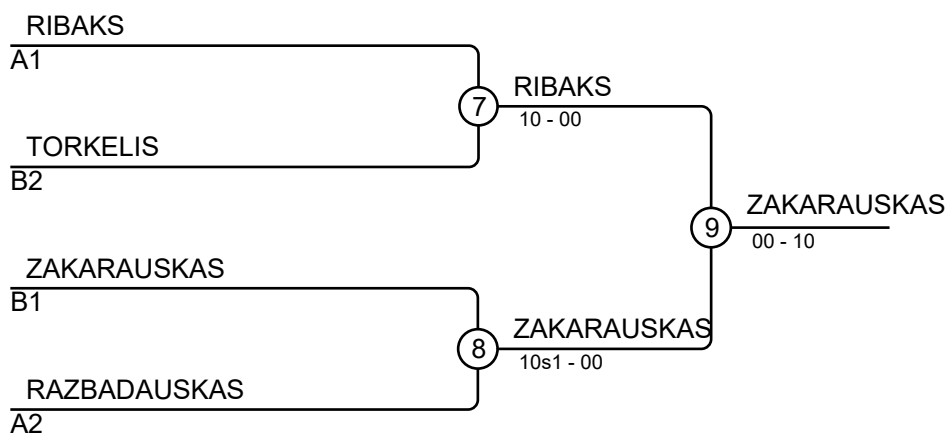 RIBAKS
A1
7
RIBAKS
10 - 00
TORKELIS
B2
9
ZAKARAUSKAS
00 - 10
ZAKARAUSKAS
B1
8
ZAKARAUSKAS
10s1 - 00
RAZBADAUSKAS
A2